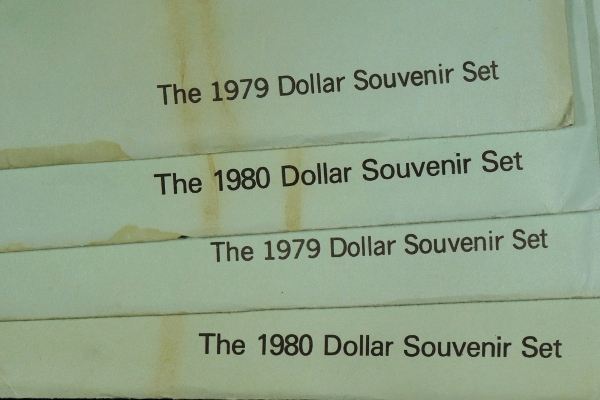 The 1979 Dollar Souvenir Set
The 1980 Dollar Souvenir Set
The 1979 Dollar Souvenir Set
The 1980 Dollar Souvenir Set